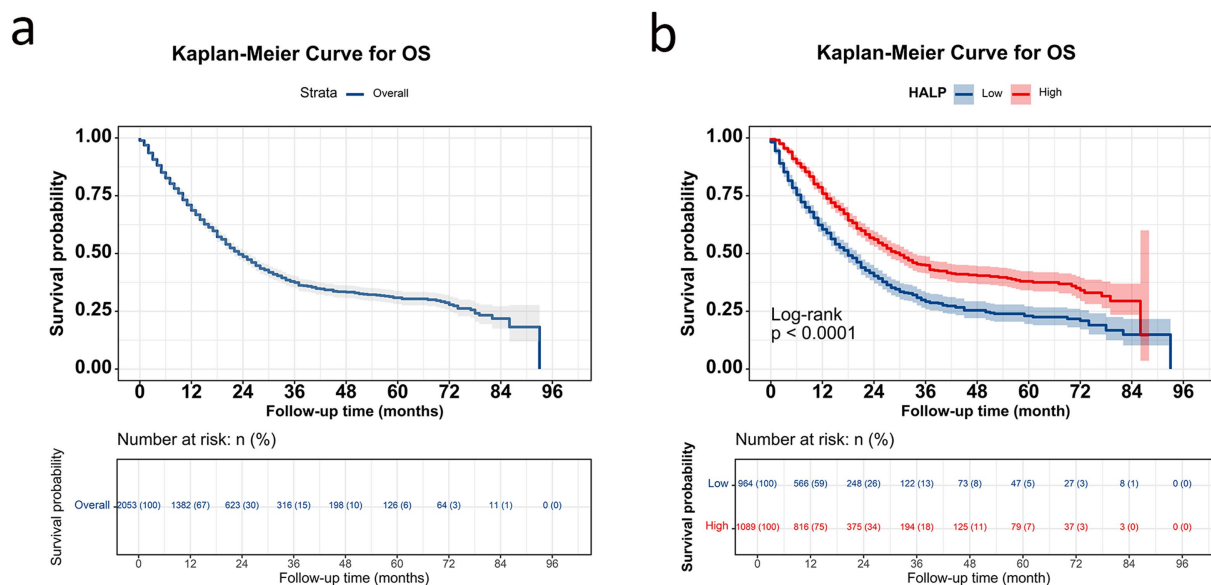 a
Kaplan-Meier Curve for OS
Strata Overall
Survival probability
1.00
0.75
0.50
0.25
0.00
0 12 24 36 48 60 72 84 96
Follow-up time (months)
Number at risk: n (%)
Survival probability
Overall 2053 (100) 1382 (67) 623 (30) 316 (15) 198 (10) 126 (6) 64 (3) 11 (1) 0 (0)
0 12 24 36 48 60 72 84 96
Follow-up time (months)
b
Kaplan-Meier Curve for OS
HALP Low High
Survival probability
1.00
0.75
0.50
0.25
0.00
Log-rank
p < 0.0001
0 12 24 36 48 60 72 84 96
Follow-up time (months)
Number at risk: n (%)
Survival probability
Low 964 (100) 566 (59) 248 (26) 122 (13) 73 (8) 47 (5) 27 (3) 8 (1) 0 (0)
High 1089 (100) 816 (75) 375 (34) 194 (18) 125 (11) 79 (7) 37 (3) 3 (0) 0 (0)
0 12 24 36 48 60 72 84 96
Follow-up time (months)